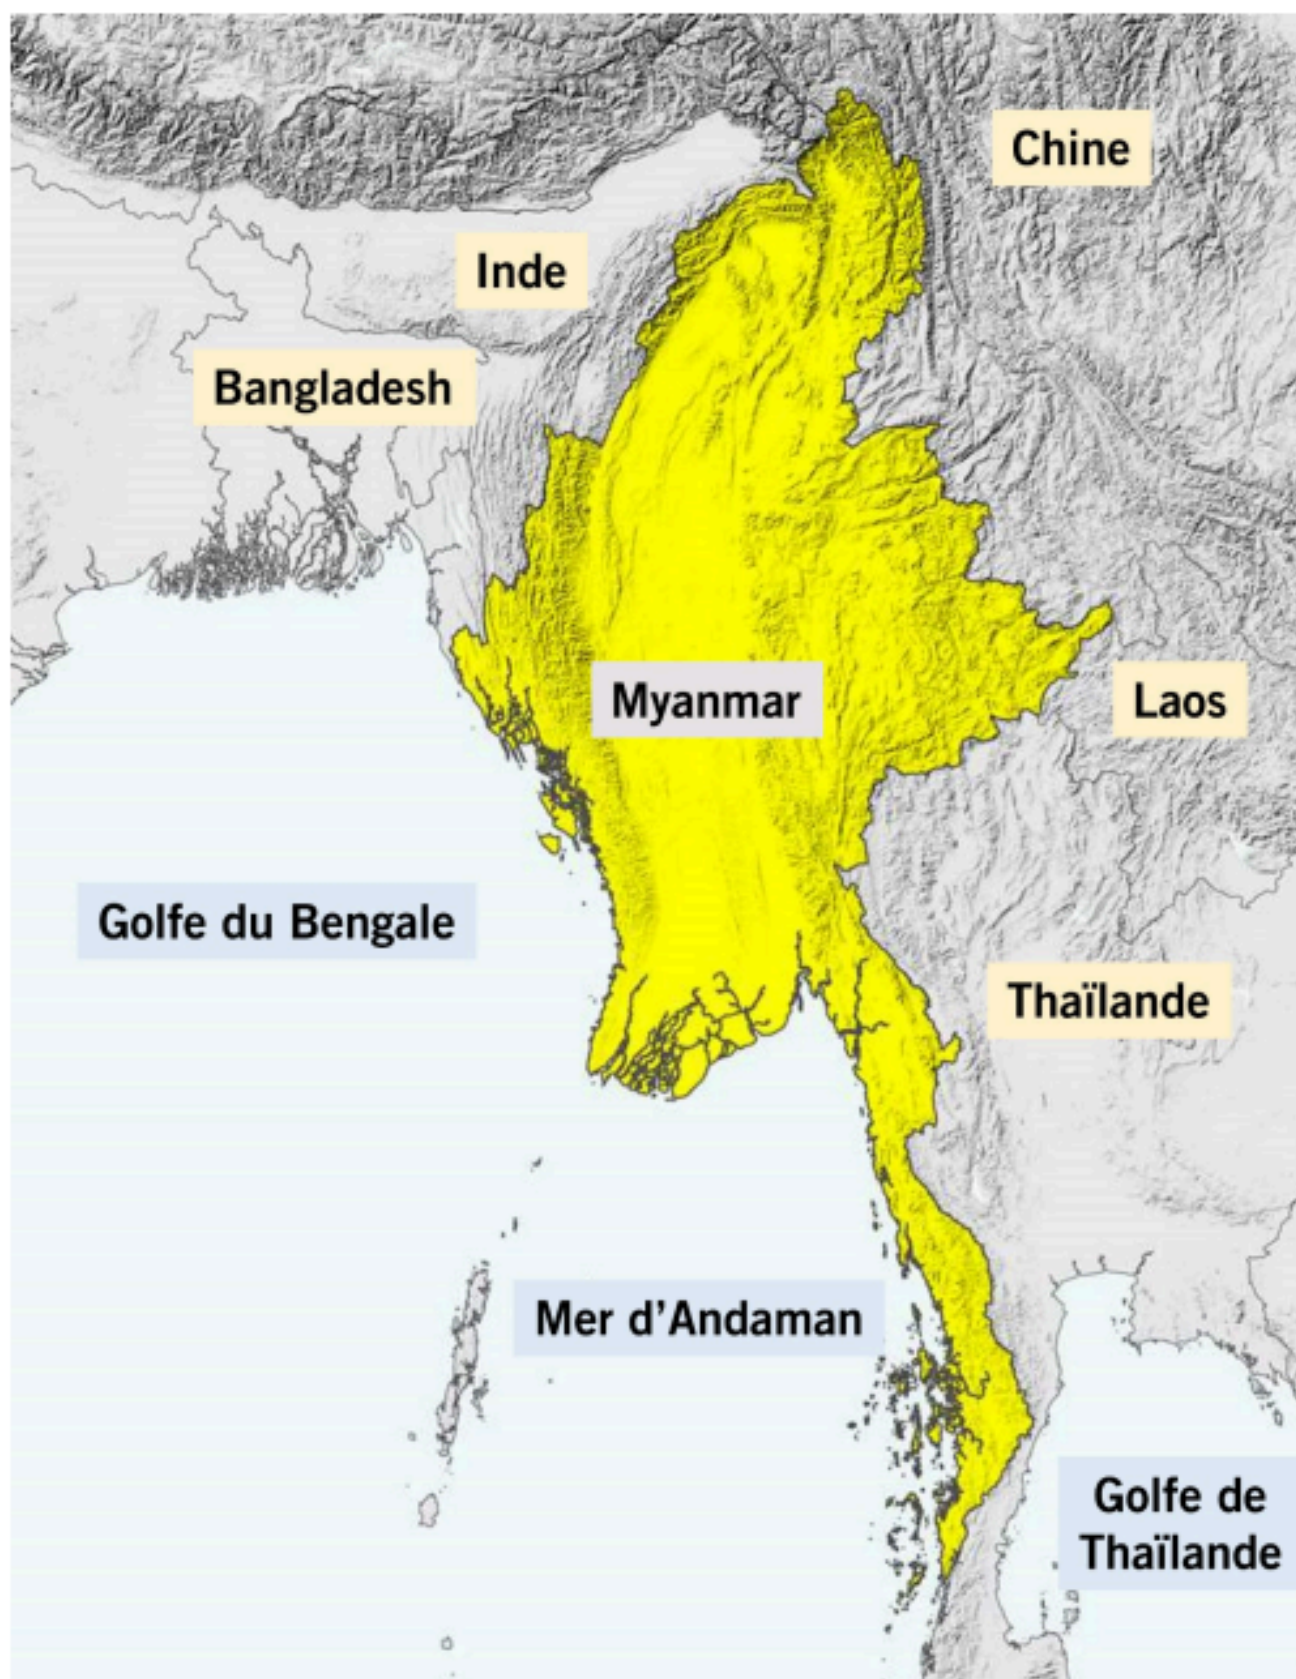 Chine
Inde
Bangladesh
Myanmar
Laos
Golfe du Bengale
Thaïlande
Mer d’Andaman
Golfe de
Thaïlande